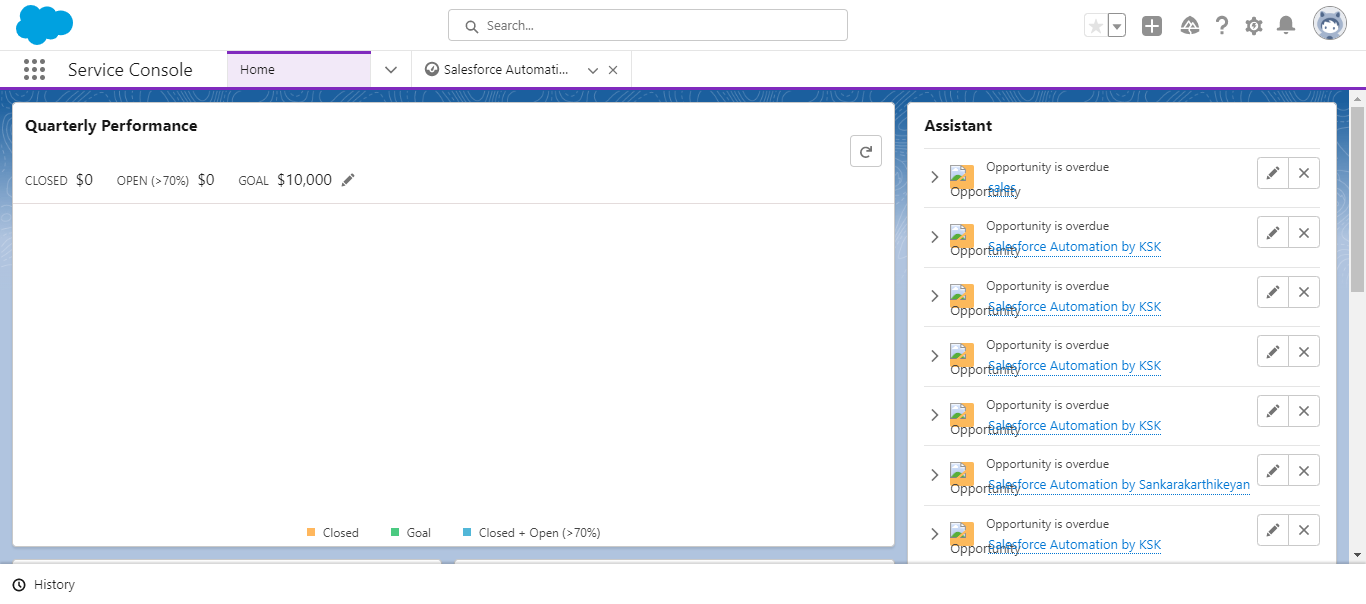 Search...
Service Console
Home
Salesforce Automati...
Quarterly Performance
CLOSED $0 OPEN (>70%) $0 GOAL $10,000
Closed Goal Closed + Open (>70%)
Assistant
Opportunity is overdue
sales
Opportunity
Opportunity is overdue
Salesforce Automation by KSK
Opportunity
Opportunity is overdue
Salesforce Automation by KSK
Opportunity
Opportunity is overdue
Salesforce Automation by KSK
Opportunity
Opportunity is overdue
Salesforce Automation by KSK
Opportunity
Opportunity is overdue
Salesforce Automation by Sankarakarthikeyan
Opportunity
Opportunity is overdue
Salesforce Automation by KSK
Opportunity
History